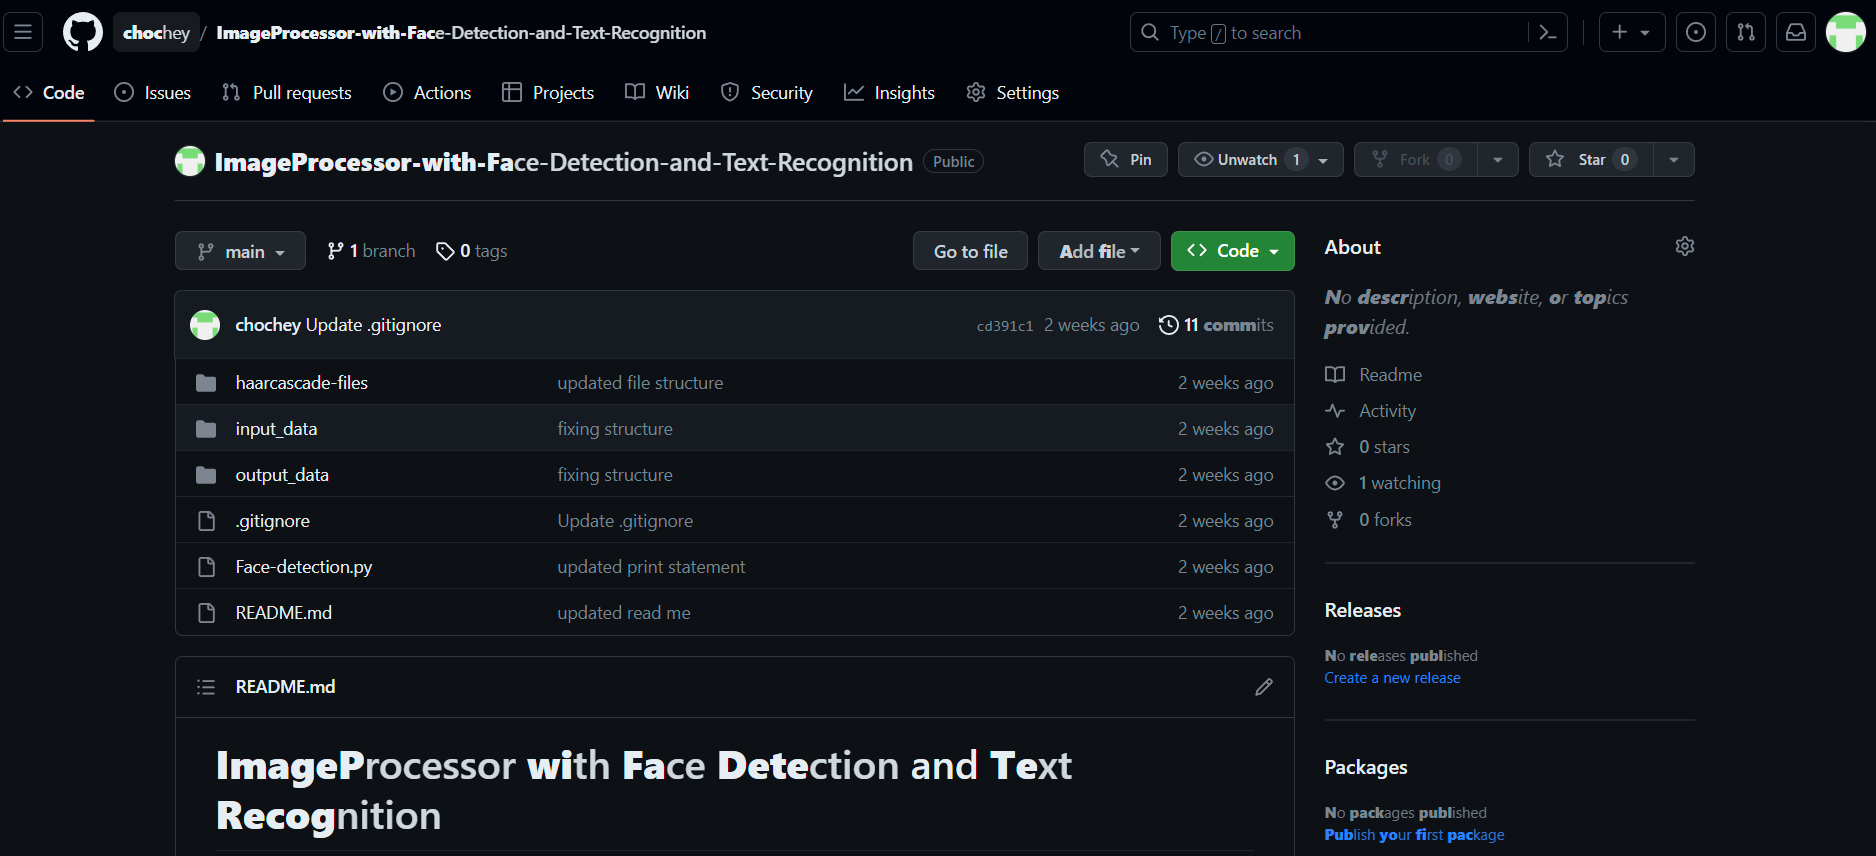 chochey / ImageProcessor-with-Face-Detection-and-Text-Recognition
Type / to search
Code Issues Pull requests Actions Projects Wiki Security Insights Settings
ImageProcessor-with-Face-Detection-and-Text-Recognition Public
Pin Unwatch 1 Fork 0 Star 0
main 1 branch 0 tags Go to file Add file Code
chochey Update .gitignore cd391c1 2 weeks ago 11 commits
haarcascade-files updated file structure 2 weeks ago
input_data fixing structure 2 weeks ago
output_data fixing structure 2 weeks ago
.gitignore Update .gitignore 2 weeks ago
Face-detection.py updated print statement 2 weeks ago
README.md updated read me 2 weeks ago
README.md
ImageProcessor with Face Detection and Text
Recognition
About
No description, website, or topics
provided.
Readme
Activity
0 stars
1 watching
0 forks
Releases
No releases published
Create a new release
Packages
No packages published
Publish your first package